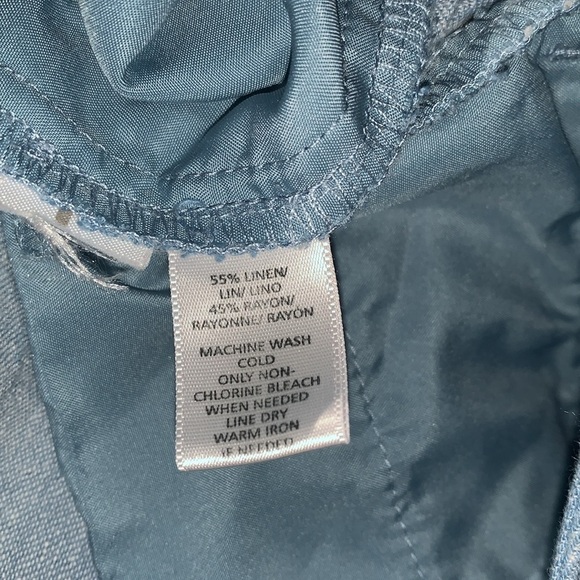 55% LINEN/
LIN/ LINO
45% RAYON/
RAYONNE/ RAYÓN
MACHINE WASH
COLD
ONLY NON-
CHLORINE BLEACH
WHEN NEEDED
LINE DRY
WARM IRON
IF NEEDED